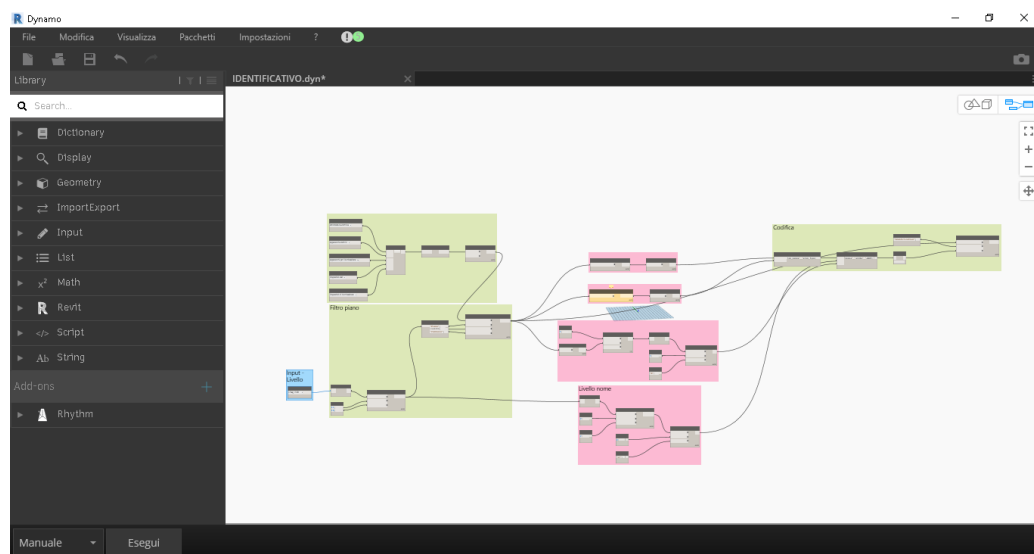 Dynamo
File Modifica Visualizza Pacchetti Impostazioni ?
Library
IDENTIFICATIVO.dyn*
Search...
Dictionary
Display
Geometry
ImportExport
Input
List
Math
Revit
Script
String
Add-ons
Rhythm
Codifica
Filtro piano
Input -
Livello
Livello nome
Manuale Esegui